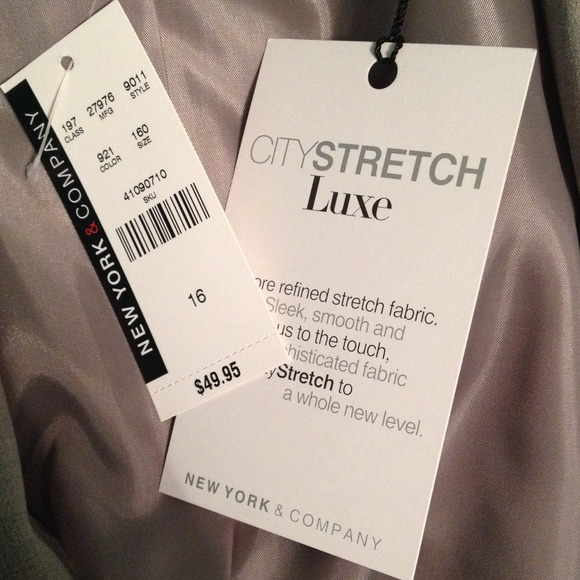 NEW YORK & COMPANY
197 27976 9011
CLASS MFG STYLE
921 160
COLOR SIZE
41090710
SKU
16
$49.95
CITYSTRETCH
Luxe
ore refined stretch fabric.
Sleek, smooth and
us to the touch,
phisticated fabric
yStretch to
a whole new level.
NEW YORK & COMPANY